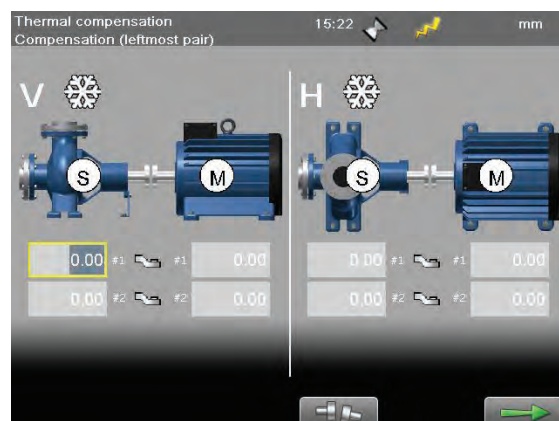 Thermal compensation 15:22 mm
Compensation (leftmost pair)
V H
S M S M
0.00 #1 #1 0.00 0.00 #1 #1 0.00
0.00 #2 #2 0.00 0.00 #2 #2 0.00